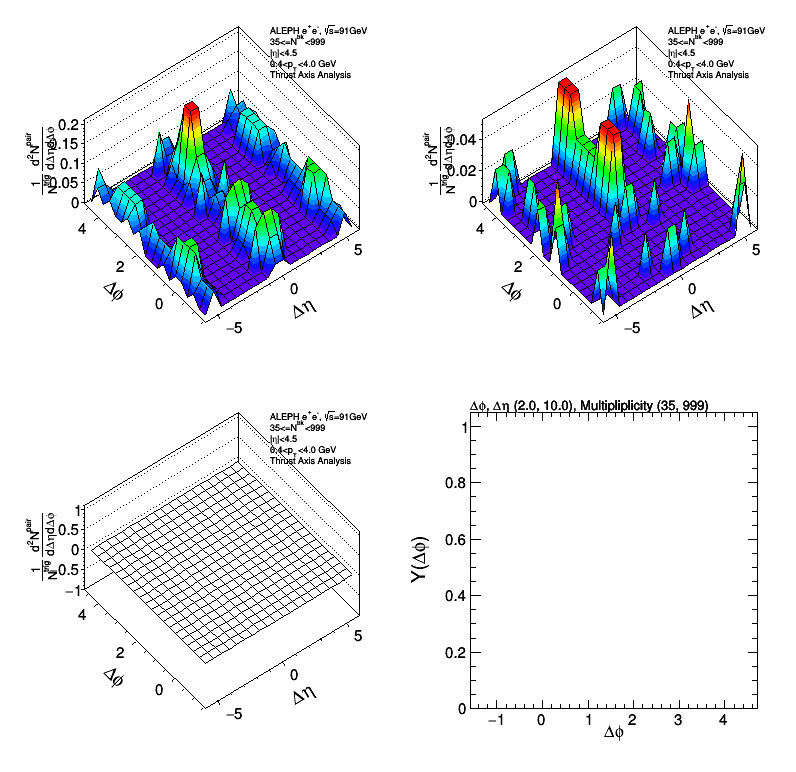 ALEPH e⁺e⁻, √s=91GeV
35<=N trk <999
|η|<4.5
0.4<p T <4.0 GeV
Thrust Axis Analysis
1 d²N pair
N trig dΔηdΔφ
0.2
0.15
0.1
0.05
0
4
2
0
Δφ
−5
0
5
Δη
ALEPH e⁺e⁻, √s=91GeV
35<=N trk <999
|η|<4.5
0.4<p T <4.0 GeV
Thrust Axis Analysis
1 d²N pair
N trig dΔηdΔφ
0.04
0.02
0
4
2
0
Δφ
−5
0
5
Δη
ALEPH e⁺e⁻, √s=91GeV
35<=N trk <999
|η|<4.5
0.4<p T <4.0 GeV
Thrust Axis Analysis
1 d²N pair
N trig dΔηdΔφ
1
0.5
0
−0.5
−1
4
2
0
Δφ
−5
0
5
Δη
Δφ, Δη (2.0, 10.0), Multipliplicity (35, 999)
Y(Δφ)
1
0.8
0.6
0.4
0.2
0
−1 0 1 2 3 4
Δφ